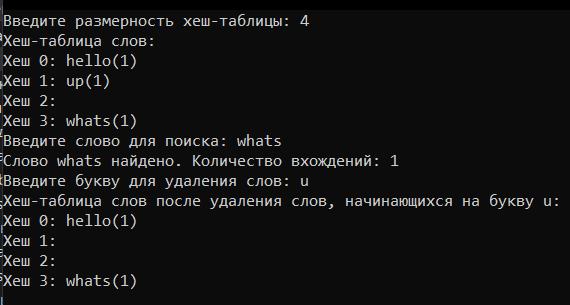 Введите размерность хеш-таблицы: 4
Хеш-таблица слов:
Хеш 0: hello(1)
Хеш 1: up(1)
Хеш 2:
Хеш 3: whats(1)
Введите слово для поиска: whats
Слово whats найдено. Количество вхождений: 1
Введите букву для удаления слов: u
Хеш-таблица слов после удаления слов, начинающихся на букву u:
Хеш 0: hello(1)
Хеш 1:
Хеш 2:
Хеш 3: whats(1)